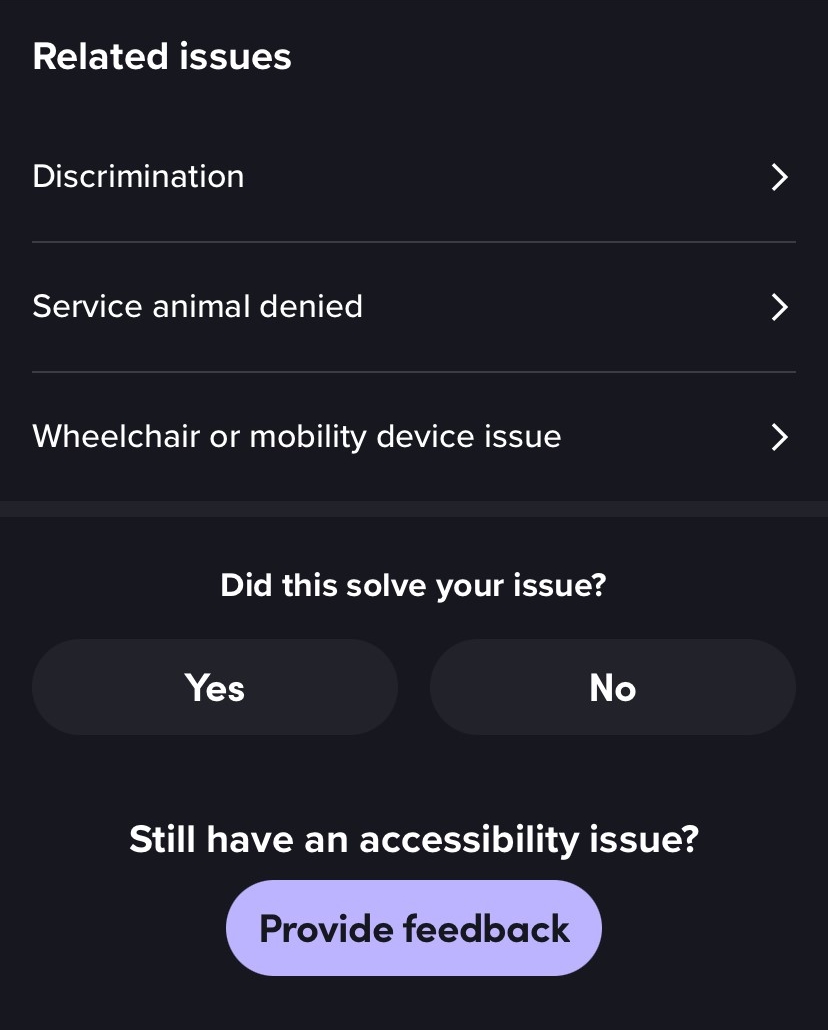 Related issues
Discrimination
Service animal denied
Wheelchair or mobility device issue
Did this solve your issue?
Yes
No
Still have an accessibility issue?
Provide feedback